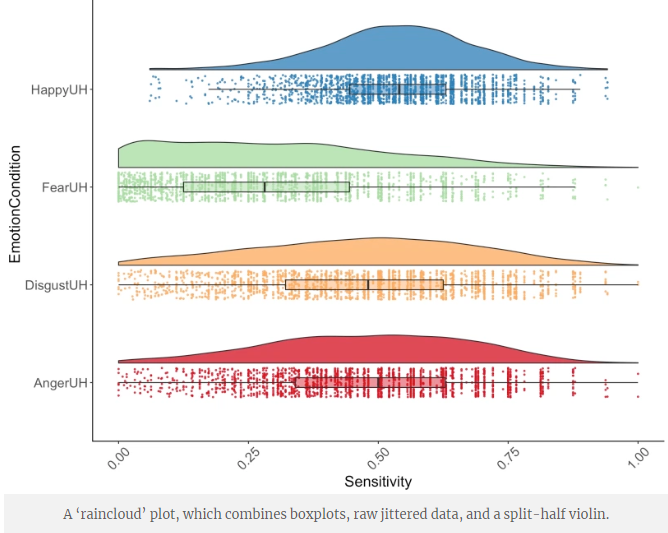 EmotionCondition
HappyUH
FearUH
DisgustUH
AngerUH
0.00
0.25
0.50
0.75
1.00
Sensitivity
A ‘raincloud’ plot, which combines boxplots, raw jittered data, and a split-half violin.